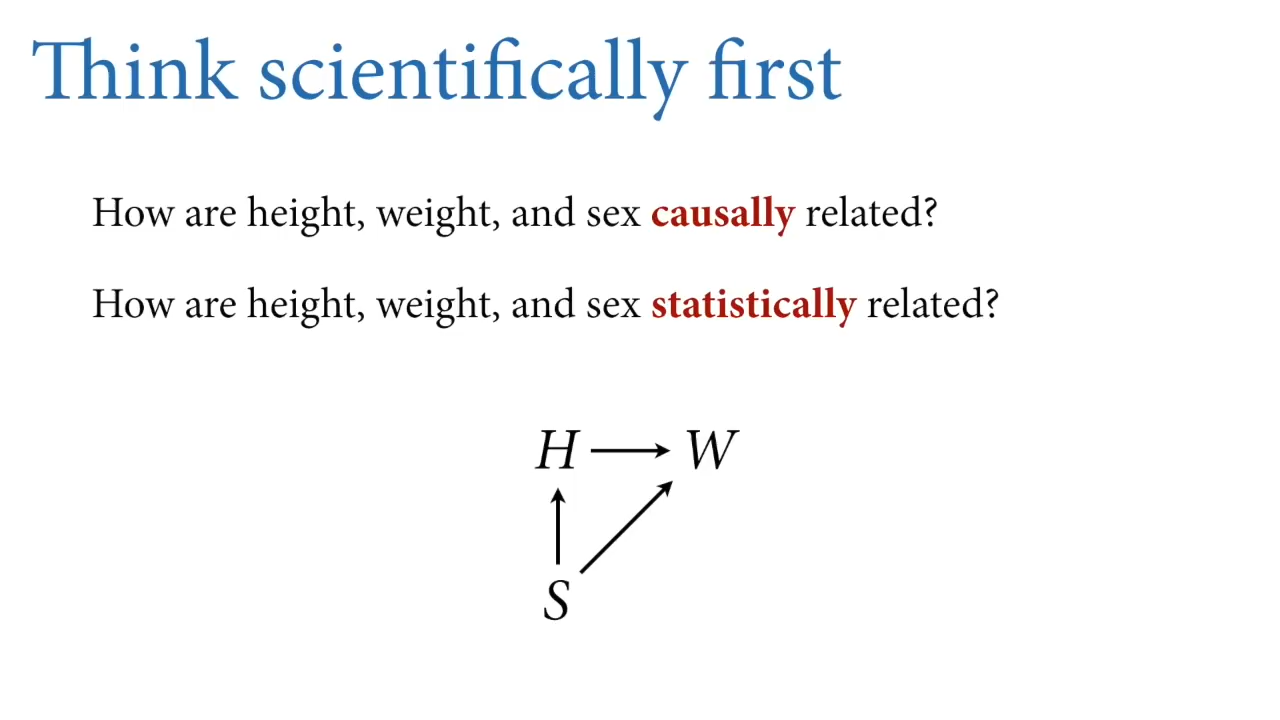 Think scientifically first
How are height, weight, and sex causally related?
How are height, weight, and sex statistically related?
H W
S